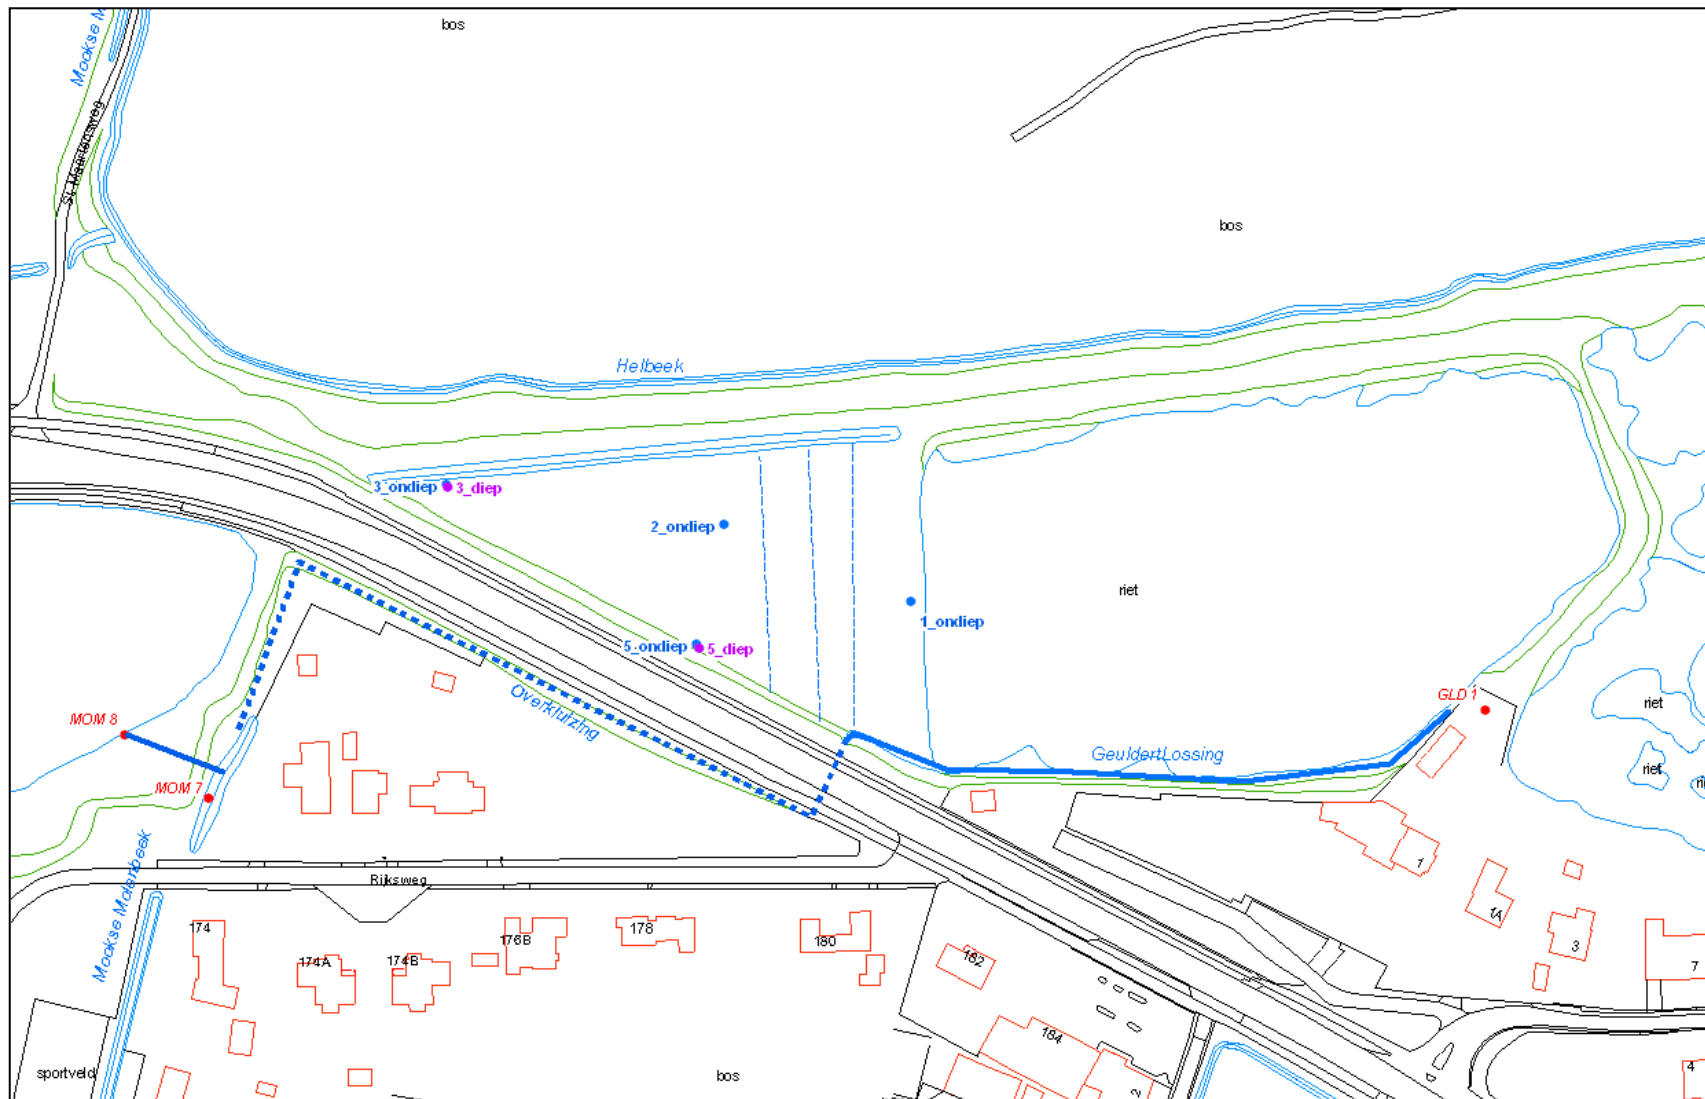 bos
Mookse M
St. Maartensweg
bos
Helbeek
3_ondiep
3_diep
2_ondiep
riet
1_ondiep
5_ondiep
5_diep
Overkluizing
GLD 1
riet
MOM 8
GeuldertLossing
riet
ri
MOM 7
Mookse Molenbeek
Rijksweg
1
1A
3
7
174
174A
174B
176B
178
180
182
184
2
4
sportveld
bos